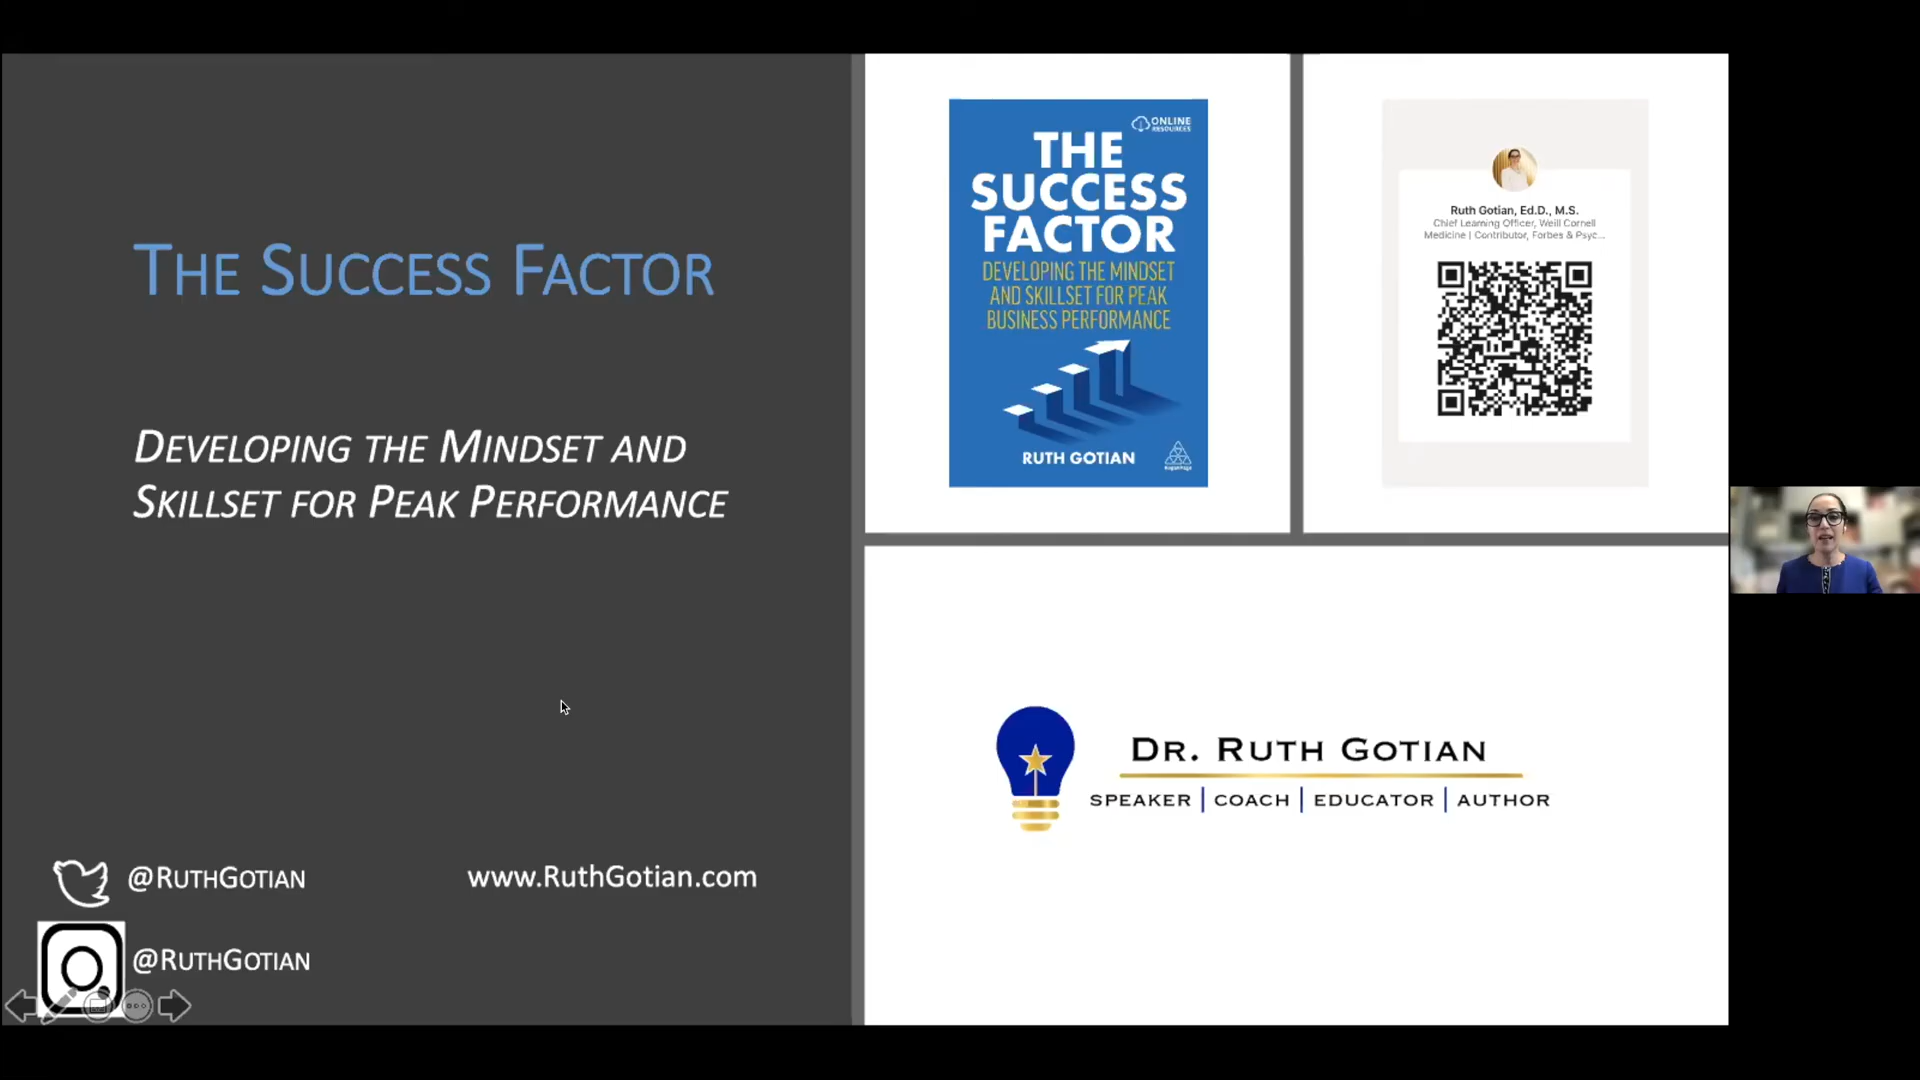 THE SUCCESS FACTOR
DEVELOPING THE MINDSET AND
SKILLSET FOR PEAK PERFORMANCE
@RUTHGOTIAN
www.RuthGotian.com
@RUTHGOTIAN
ONLINE
RESOURCES
THE
SUCCESS
FACTOR
DEVELOPING THE MINDSET
AND SKILLSET FOR PEAK
BUSINESS PERFORMANCE
RUTH GOTIAN
KoganPage
Ruth Gotian, Ed.D., M.S.
Chief Learning Officer, Weill Cornell
Medicine | Contributor, Forbes & Psyc...
DR. RUTH GOTIAN
SPEAKER | COACH | EDUCATOR | AUTHOR